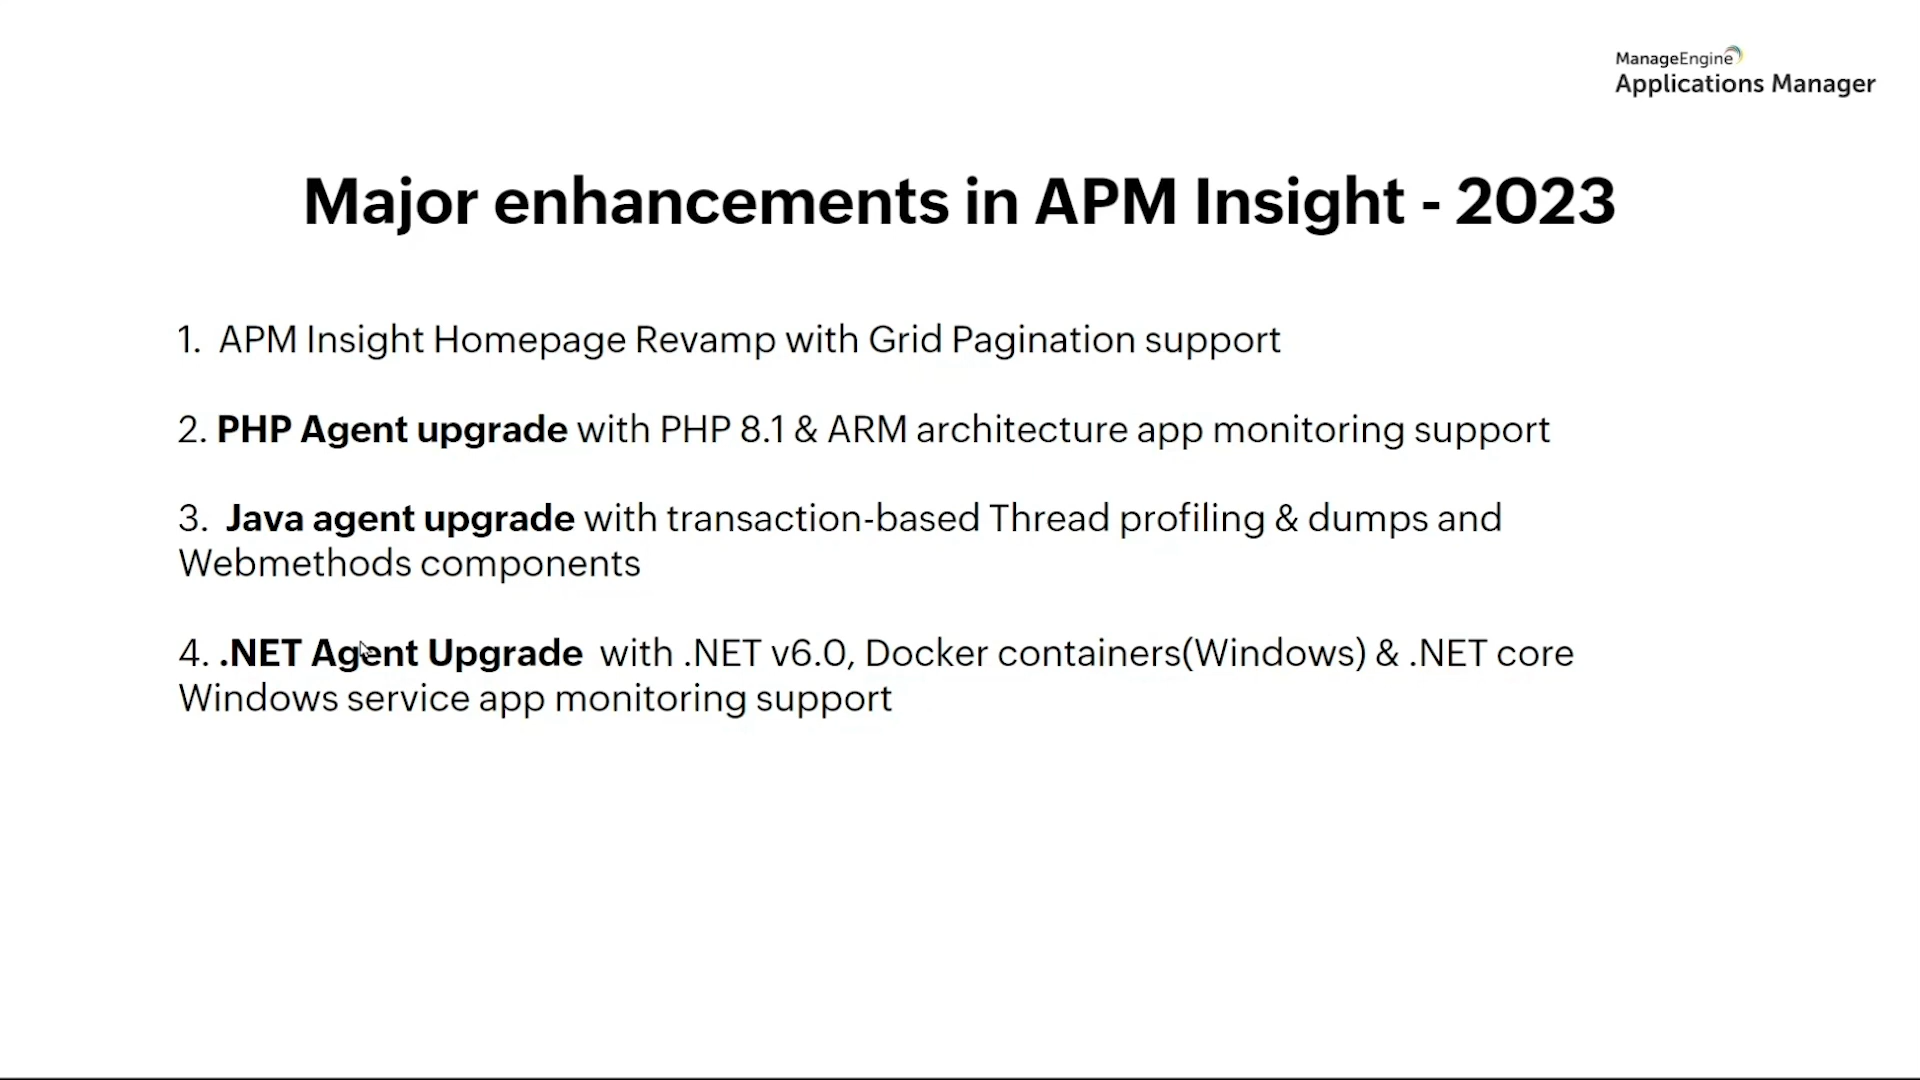 ManageEngine
Applications Manager
Major enhancements in APM Insight - 2023
1. APM Insight Homepage Revamp with Grid Pagination support
2. PHP Agent upgrade with PHP 8.1 & ARM architecture app monitoring support
3. Java agent upgrade with transaction-based Thread profiling & dumps and
Webmethods components
4. .NET Agent Upgrade with .NET v6.0, Docker containers(Windows) & .NET core
Windows service app monitoring support